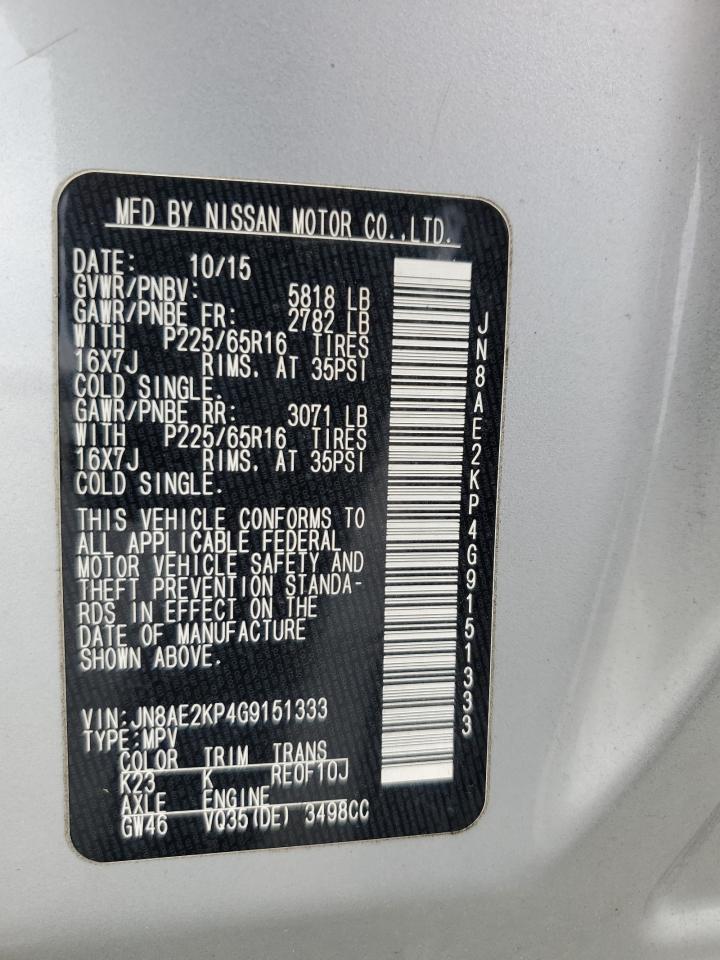 MFD BY NISSAN MOTOR CO.,LTD.
DATE: 10/15
GVWR/PNBV: 5818 LB
GAWR/PNBE FR: 2782 LB
WITH P225/65R16 TIRES
16X7J RIMS. AT 35PSI
COLD SINGLE.
GAWR/PNBE RR: 3071 LB
WITH P225/65R16 TIRES
16X7J RIMS. AT 35PSI
COLD SINGLE.
THIS VEHICLE CONFORMS TO
ALL APPLICABLE FEDERAL
MOTOR VEHICLE SAFETY AND
THEFT PREVENTION STANDA-
RDS IN EFFECT ON THE
DATE OF MANUFACTURE
SHOWN ABOVE.
VIN:JN8AE2KP4G9151333
TYPE:MPV
COLOR TRIM TRANS
K23 K RE0F10J
AXLE ENGINE
GW46 VQ35(DE) 3498CC
JN8AE2KP4G9151333